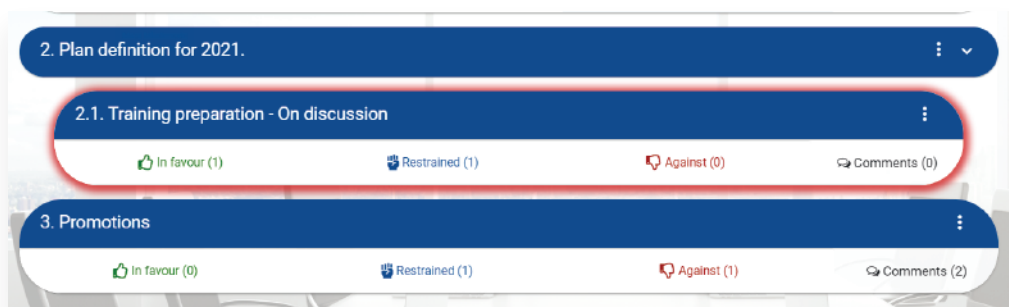 2. Plan definition for 2021.
2.1. Training preparation - On discussion
In favour (1) Restrained (1) Against (0) Comments (0)
3. Promotions
In favour (0) Restrained (1) Against (1) Comments (2)